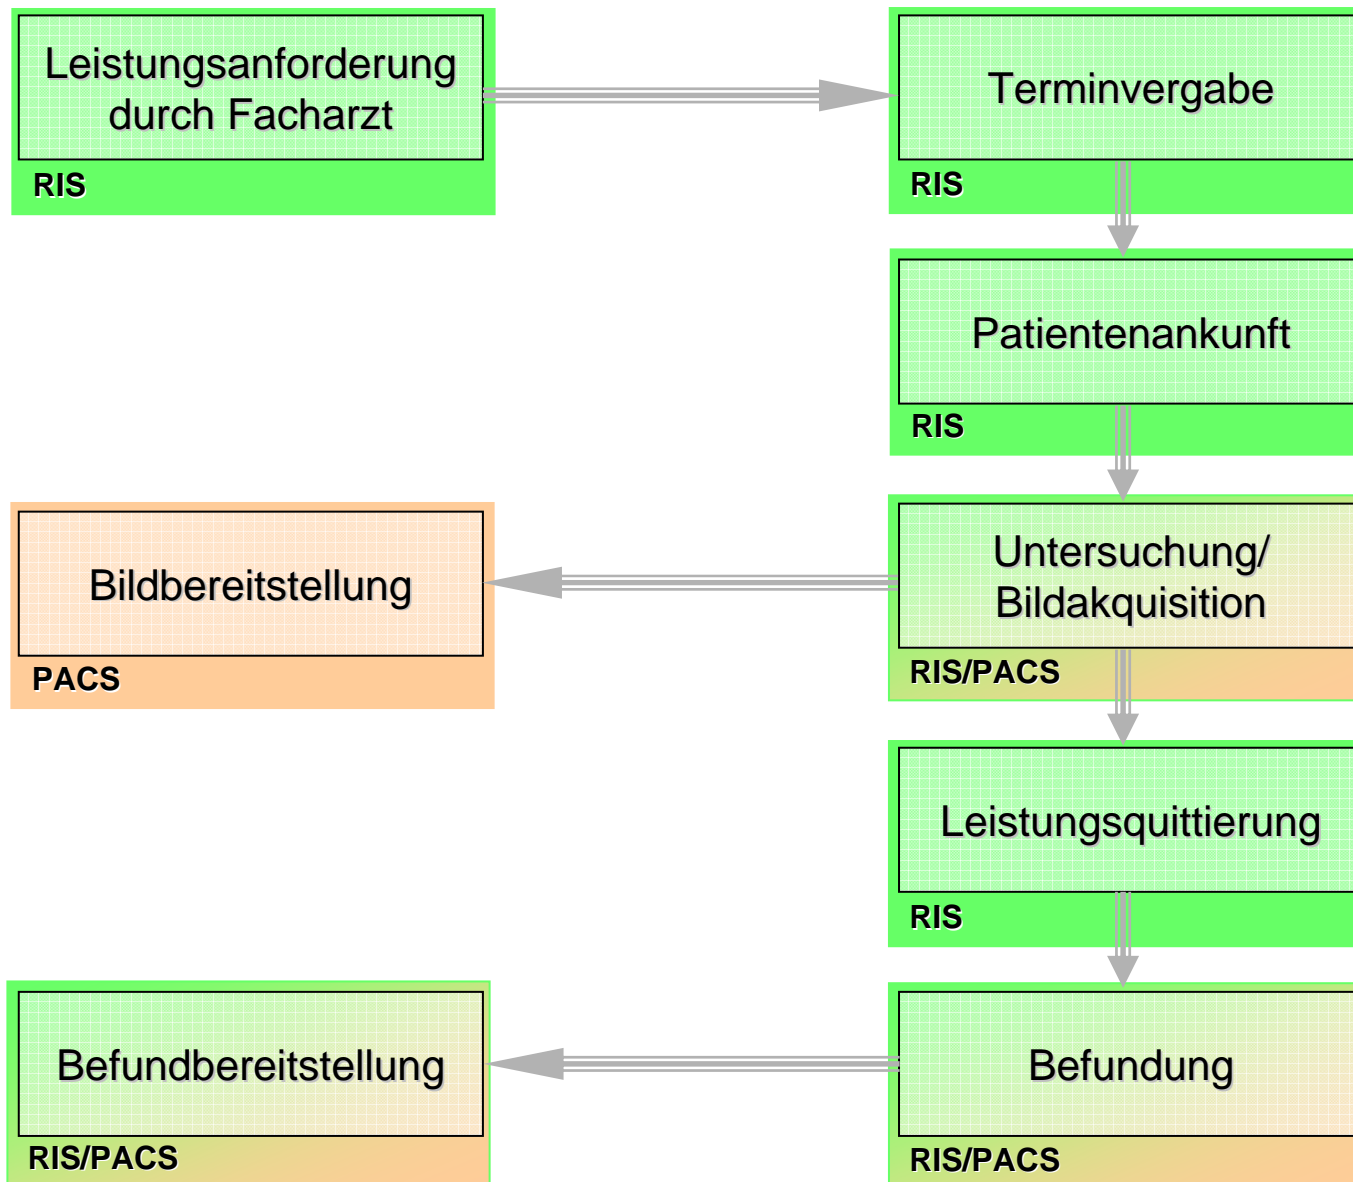 Leistungsanforderung
durch Facharzt
RIS
Terminvergabe
RIS
Patientenankunft
RIS
Untersuchung/
Bildakquisition
RIS/PACS
Bildbereitstellung
PACS
Leistungsquittierung
RIS
Befundung
RIS/PACS
Befundbereitstellung
RIS/PACS